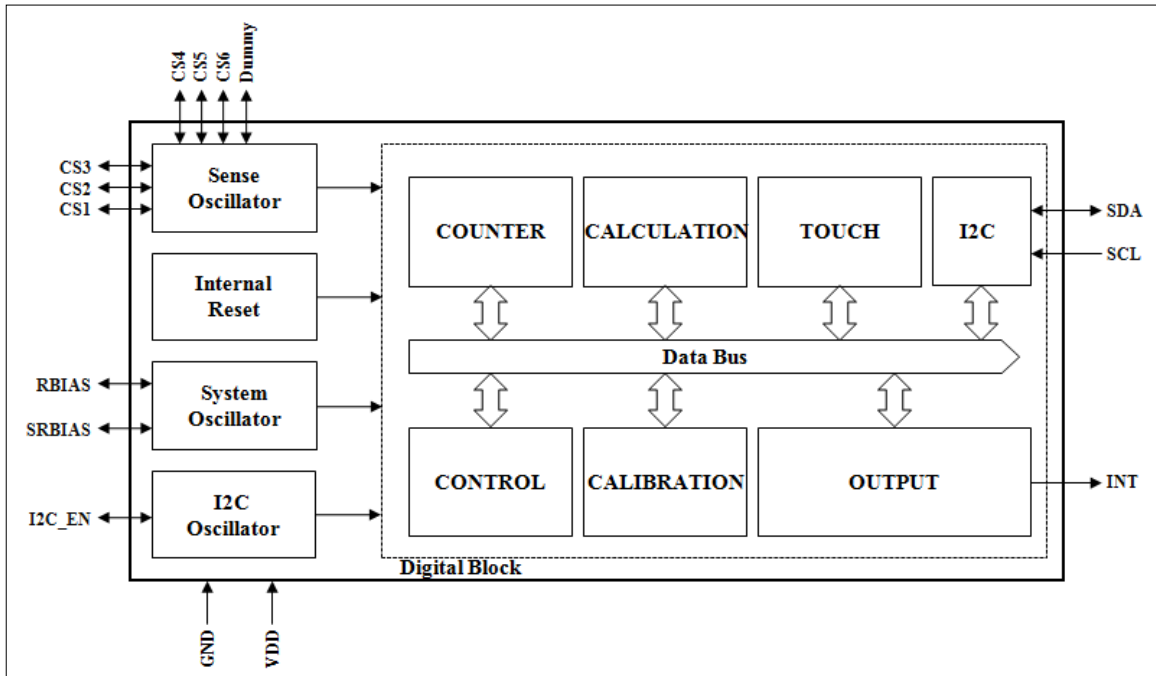 CS4
CS5
CS6
Dummy
CS3
CS2
CS1
Sense
Oscillator
Internal
Reset
RBIAS
SRBIAS
System
Oscillator
I2C_EN
I2C
Oscillator
COUNTER
CALCULATION
TOUCH
I2C
SDA
SCL
Data Bus
CONTROL
CALIBRATION
OUTPUT
INT
Digital Block
GND
VDD